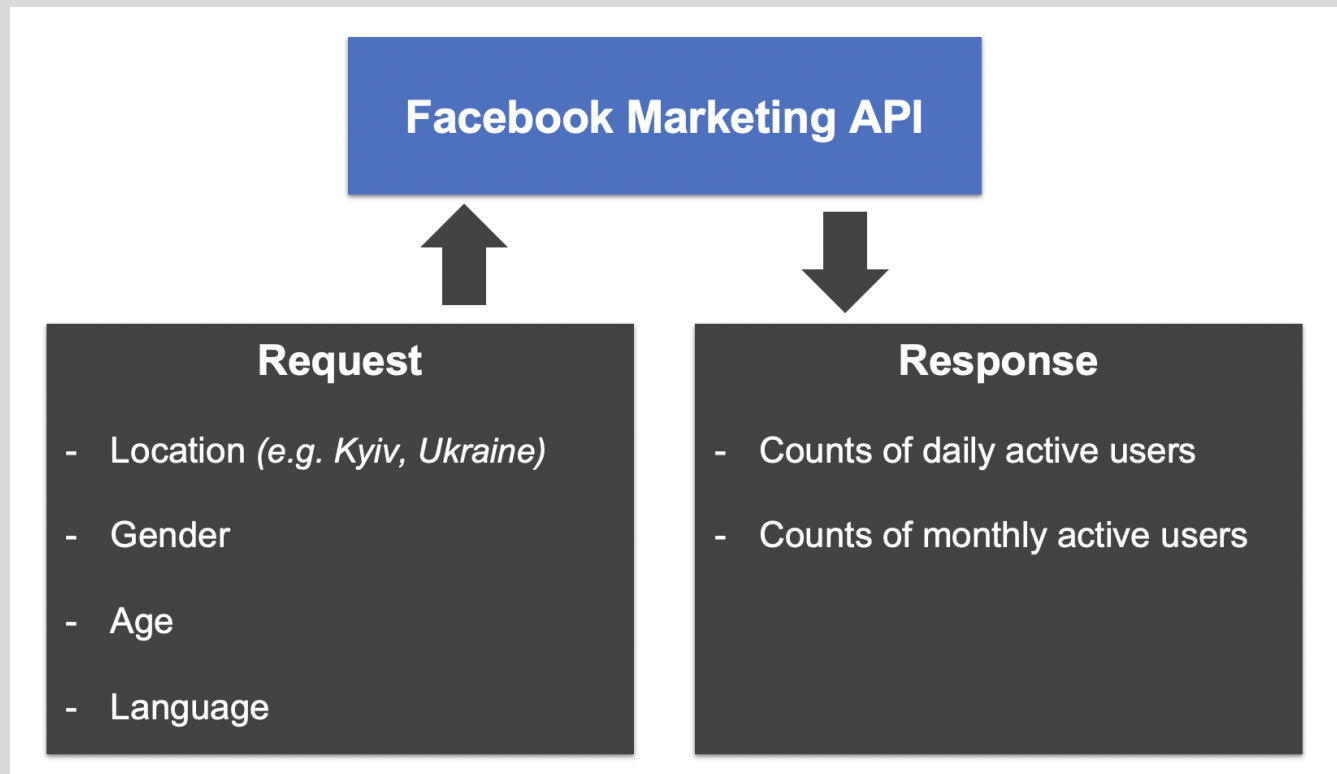 Facebook Marketing API
Request
- Location (e.g. Kyiv, Ukraine)
- Gender
- Age
- Language
Response
- Counts of daily active users
- Counts of monthly active users